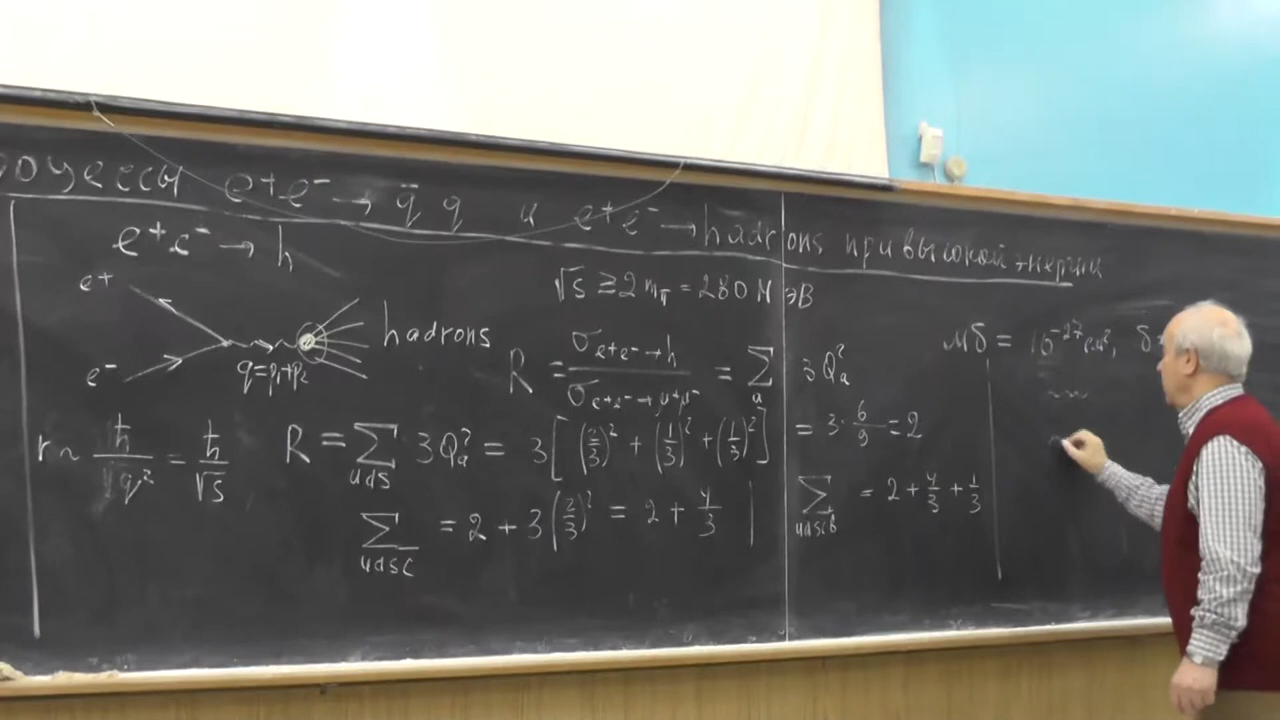 e⁺e⁻ → q̄ q и e⁺e⁻ → hadrons при высокой энергии
e⁺e⁻ → h
√s ≥ 2 m_π = 280 МэВ
e⁺
e⁻
q = p₁+p₂
hadrons
R = σ_{e⁺e⁻→h} / σ_{e⁺e⁻→μ⁺μ⁻} = Σ_a 3Q_a²
r ~ ħ/√q² = ħ/√s
R = Σ_{uds} 3Q_a² = 3[(2/3)² + (1/3)² + (1/3)²] = 3·6/9 = 2
Σ_{udsc} = 2 + 3(2/3)² = 2 + 4/3
Σ_{udscb} = 2 + 4/3 + 1/3
мб = 10⁻²⁷ см²,